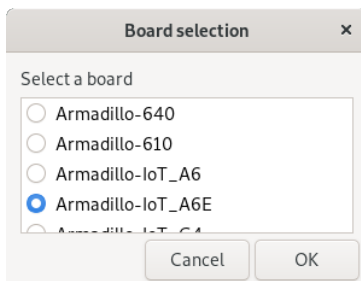 Board selection
×
Select a board
Armadillo-640
Armadillo-610
Armadillo-IoT_A6
Armadillo-IoT_A6E
Cancel
OK